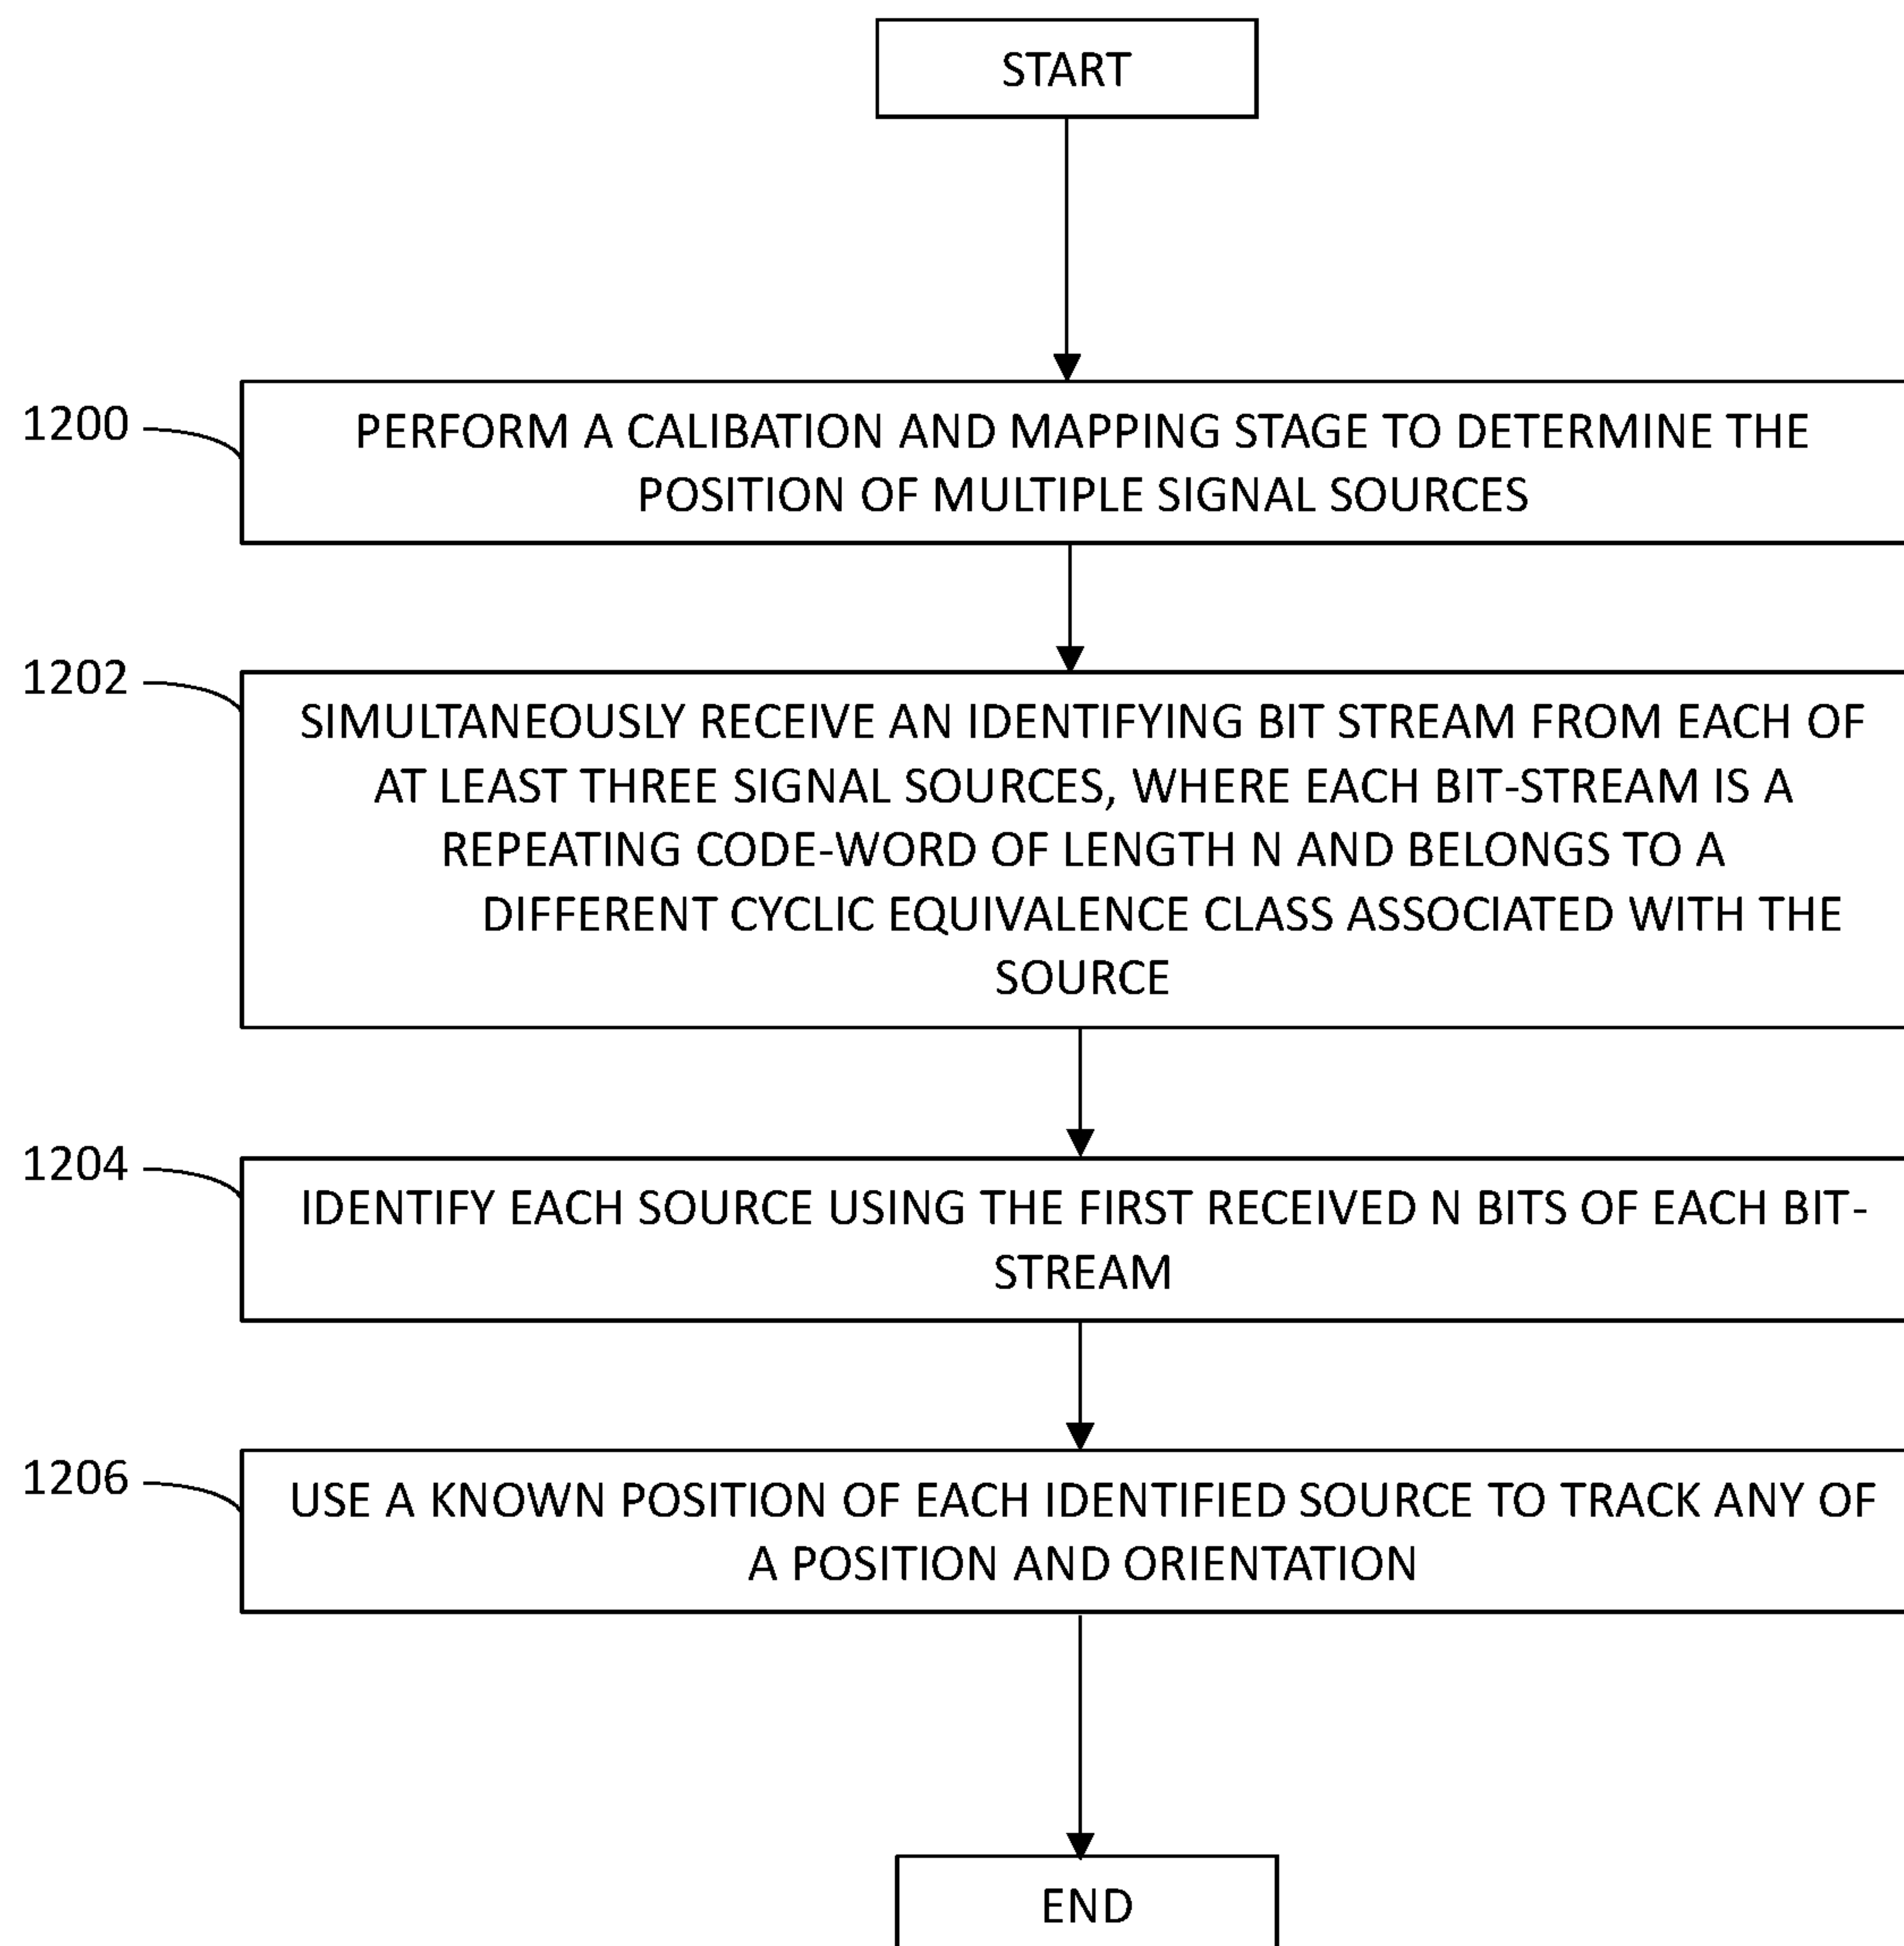 START
1200
PERFORM A CALIBATION AND MAPPING STAGE TO DETERMINE THE
POSITION OF MULTIPLE SIGNAL SOURCES
1202
SIMULTANEOUSLY RECEIVE AN IDENTIFYING BIT STREAM FROM EACH OF
AT LEAST THREE SIGNAL SOURCES, WHERE EACH BIT-STREAM IS A
REPEATING CODE-WORD OF LENGTH N AND BELONGS TO A
DIFFERENT CYCLIC EQUIVALENCE CLASS ASSOCIATED WITH THE
SOURCE
1204
IDENTIFY EACH SOURCE USING THE FIRST RECEIVED N BITS OF EACH BIT-
STREAM
1206
USE A KNOWN POSITION OF EACH IDENTIFIED SOURCE TO TRACK ANY OF
A POSITION AND ORIENTATION
END